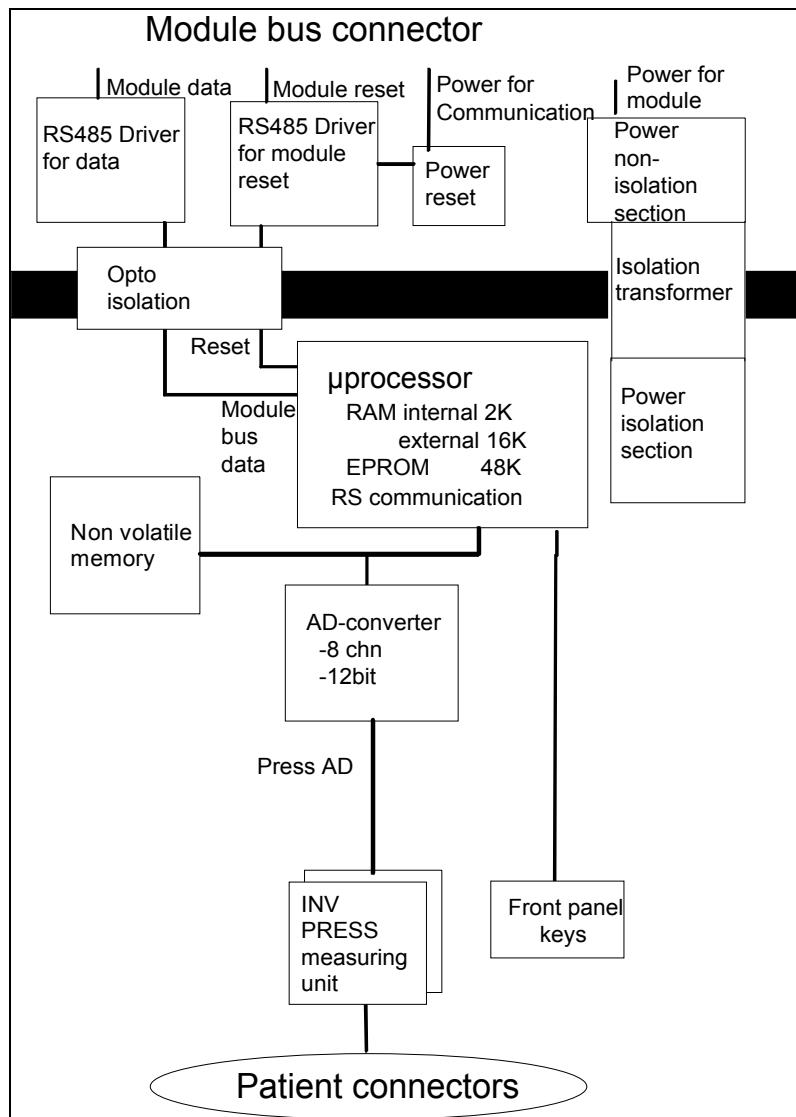 Module bus connector
Module data
Module reset
Power for
Communication
Power for
module
RS485 Driver
for data
RS485 Driver
for module
reset
Power
reset
Power
non-
isolation
section
Opto
isolation
Isolation
transformer
Reset
Module
bus
data
µprocessor
RAM internal 2K
external 16K
EPROM 48K
RS communication
Power
isolation
section
Non volatile
memory
AD-converter
-8 chn
-12bit
Press AD
INV
PRESS
measuring
unit
Front panel
keys
Patient connectors